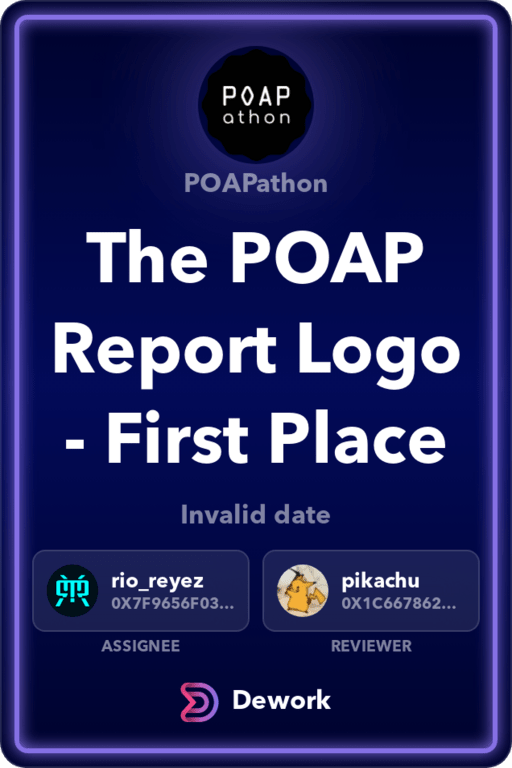 POAP
athon
POAPathon
The POAP
Report Logo
- First Place
Invalid date
rio_reyez
0X7F9656F03...
pikachu
0X1C667862...
ASSIGNEE
REVIEWER
Dework